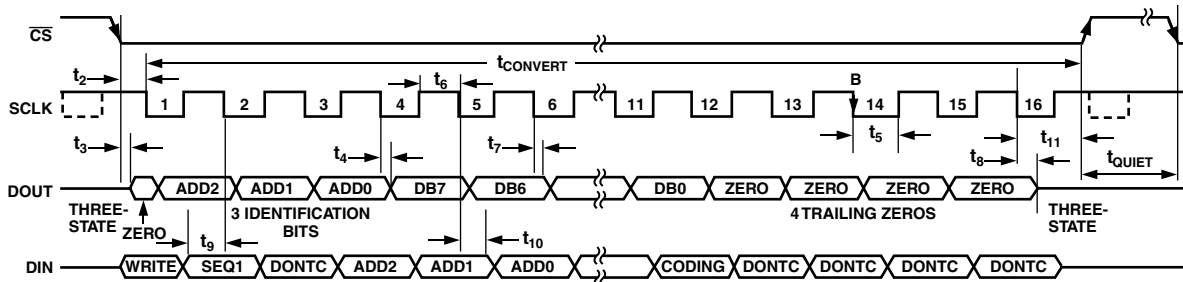 CS
t2
tCONVERT
t6
B
SCLK 1 2 3 4 5 6 11 12 13 14 15 16
t3
t4
t7
t5
t8
t11
tQUIET
DOUT ADD2 ADD1 ADD0 DB7 DB6 DB0 ZERO ZERO ZERO ZERO
THREE-STATE
ZERO
3 IDENTIFICATION
BITS
4 TRAILING ZEROS
THREE-
STATE
t9
t10
DIN WRITE SEQ1 DONTC ADD2 ADD1 ADD0 CODING DONTC DONTC DONTC DONTC